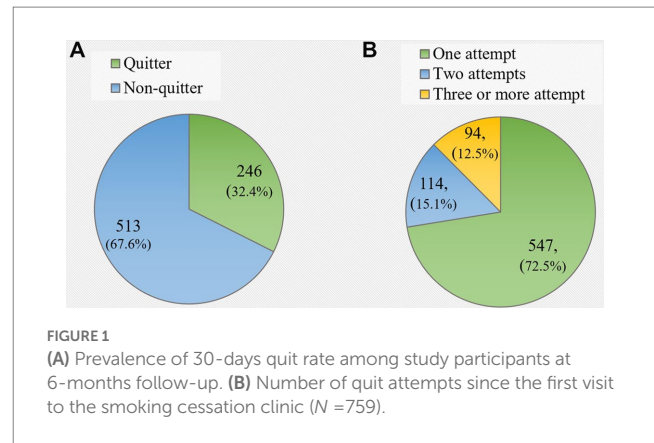 A
Quitter
Non-quitter
246
(32.4%)
513
(67.6%)
B
One attempt
Two attempts
Three or more attempt
94,
(12.5%)
114,
(15.1%)
547,
(72.5%)
FIGURE 1
(A) Prevalence of 30-days quit rate among study participants at
6-months follow-up. (B) Number of quit attempts since the first visit
to the smoking cessation clinic (N =759).